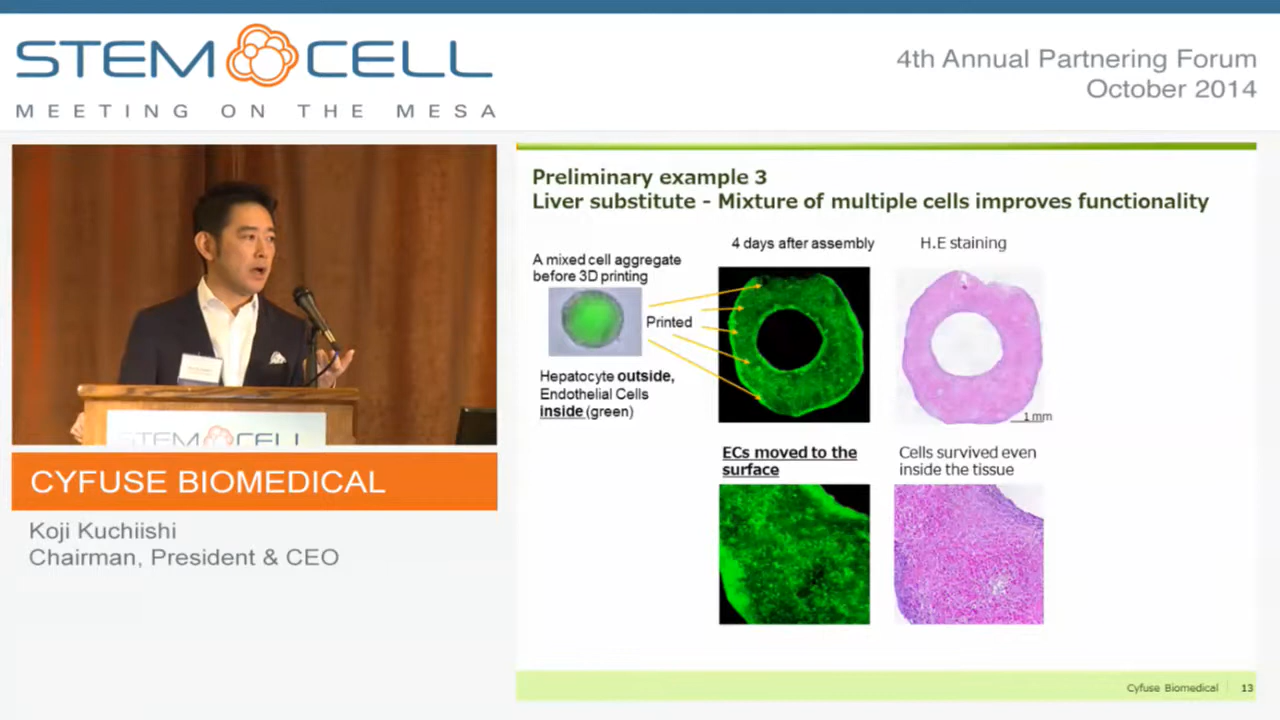 STEM CELL
MEETING ON THE MESA
4th Annual Partnering Forum
October 2014
STEM CELL
CYFUSE BIOMEDICAL
Koji Kuchiishi
Chairman, President & CEO
Preliminary example 3
Liver substitute - Mixture of multiple cells improves functionality
A mixed cell aggregate
before 3D printing
Printed
Hepatocyte outside,
Endothelial Cells
inside (green)
4 days after assembly
H.E staining
1 mm
ECs moved to the
surface
Cells survived even
inside the tissue
Cyfuse Biomedical
13